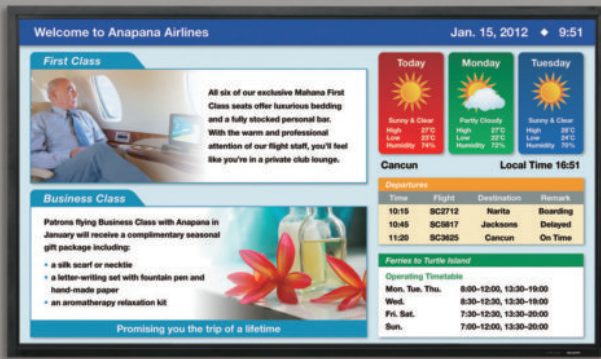 Welcome to Anapana Airlines
Jan. 15, 2012 ◆ 9:51
First Class
All six of our exclusive Mahana First
Class seats offer luxurious bedding
and a fully stocked personal bar.
With the warm and professional
attention of our flight staff, you'll feel
like you're in a private club lounge.
Business Class
Patrons flying Business Class with Anapana in
January will receive a complimentary seasonal
gift package including:
• a silk scarf or necktie
• a letter-writing set with fountain pen and
hand-made paper
• an aromatherapy relaxation kit
Promising you the trip of a lifetime
Today
Sunny & Clear
High 27°C
Low 23°C
Humidity 74%
Monday
Partly Cloudy
High 27°C
Low 22°C
Humidity 72%
Tuesday
Sunny & Clear
High 28°C
Low 24°C
Humidity 70%
Cancun Local Time 16:51
Departures
Time Flight Destination Remark
10:15 SC2712 Narita Boarding
10:45 SC5817 Jacksons Delayed
11:20 SC3625 Cancun On Time
Ferries to Turtle Island
Operating Timetable
Mon. Tue. Thu. 8:00–12:00, 13:30–19:00
Wed. 8:30–12:30, 13:30–19:00
Fri. Sat. 7:30–12:30, 13:30–20:00
Sun. 7:00–12:00, 13:30–20:00